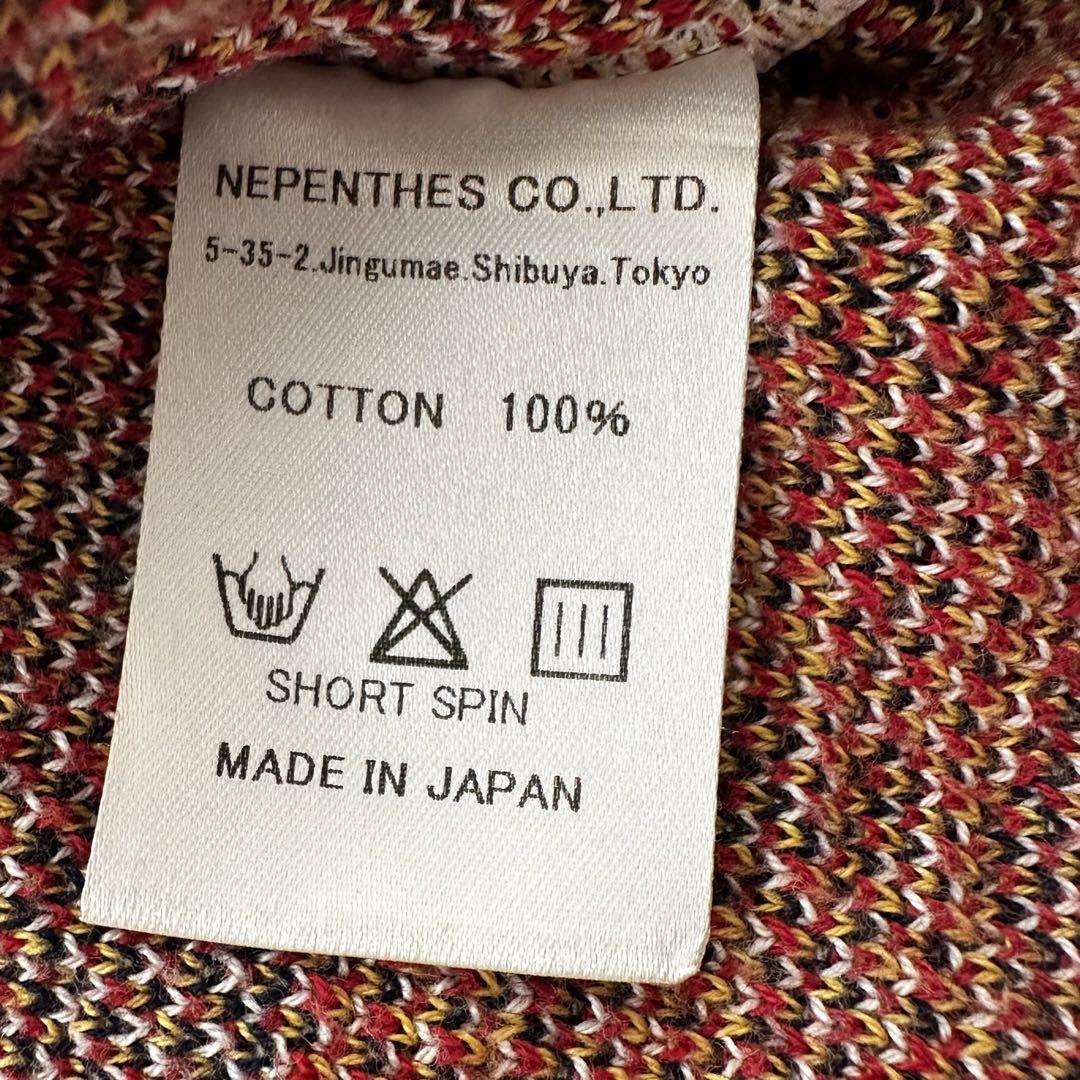 NEPENTHES CO.,LTD.
5-35-2.Jingumae.Shibuya.Tokyo
COTTON 100%
SHORT SPIN
MADE IN JAPAN